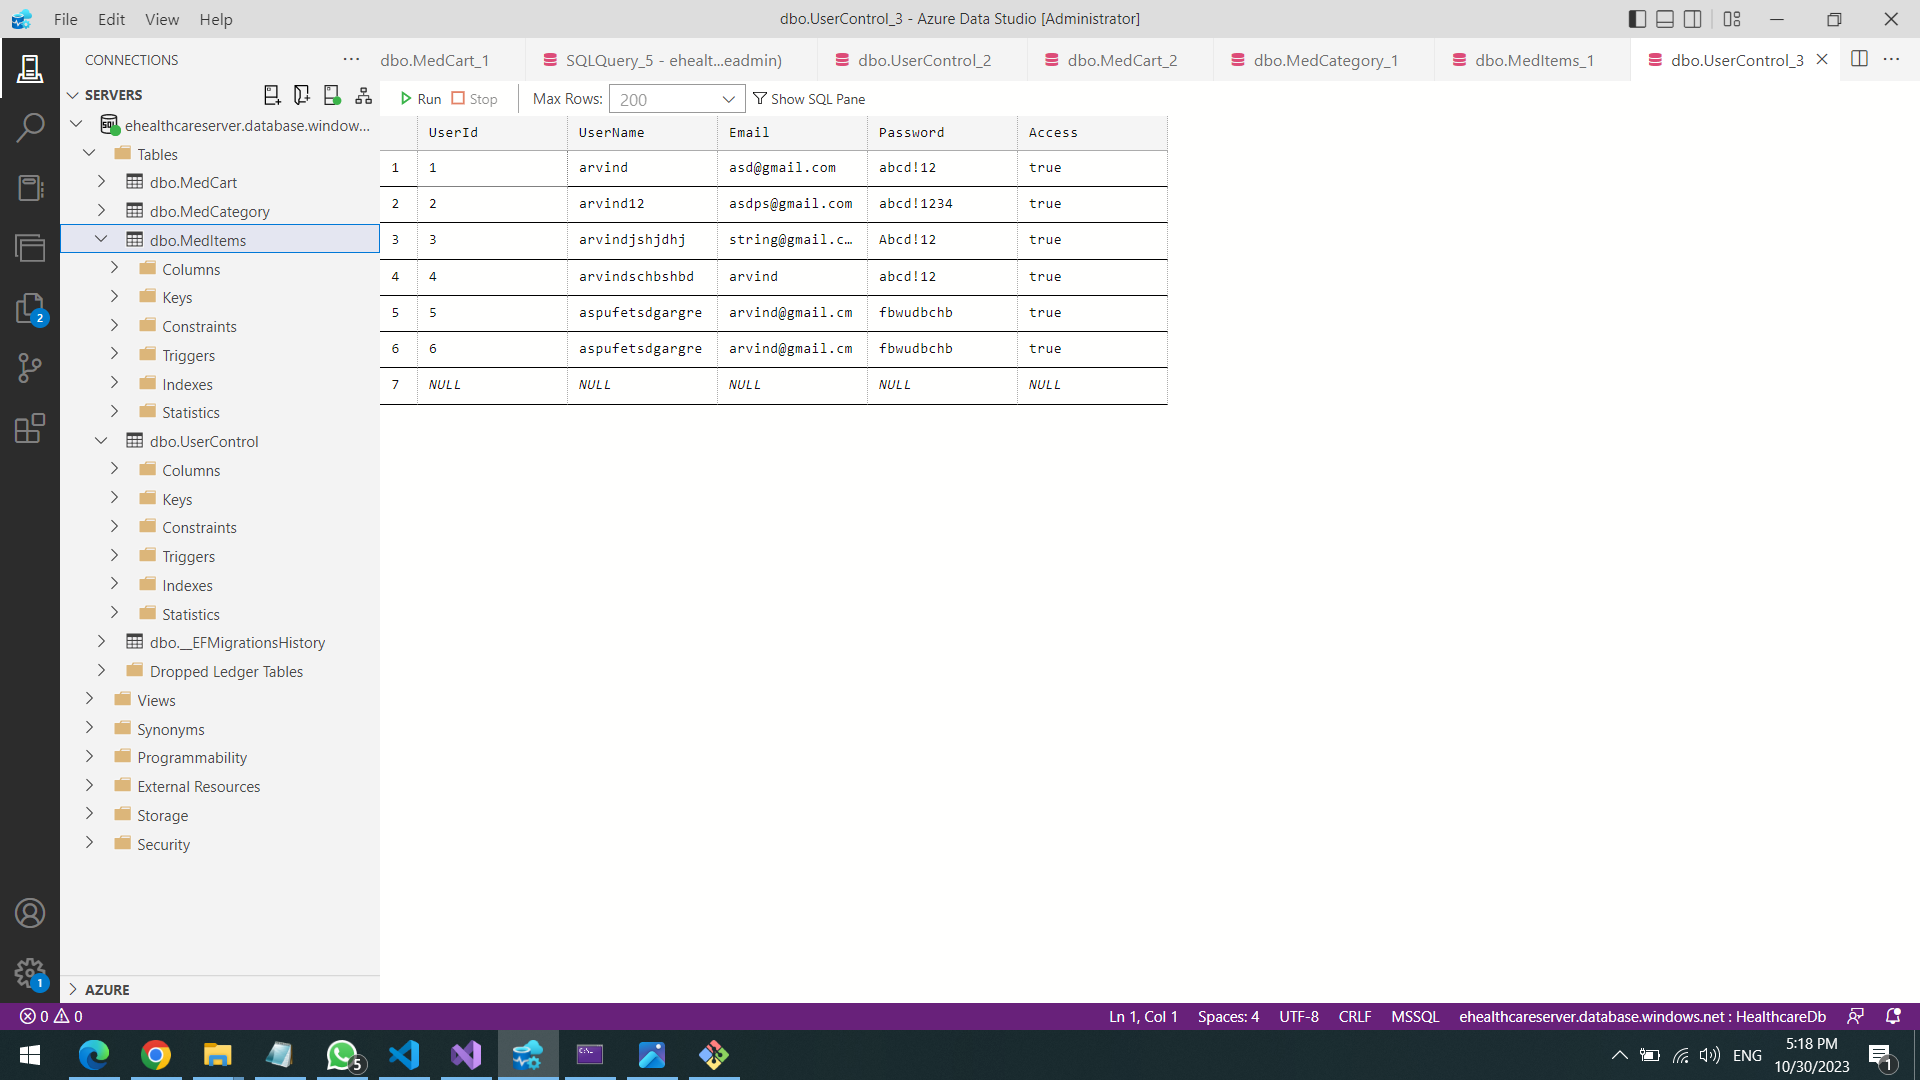 File Edit View Help
dbo.UserControl_3 - Azure Data Studio [Administrator]
CONNECTIONS
dbo.MedCart_1
SQLQuery_5 - ehealt...eadmin)
dbo.UserControl_2
dbo.MedCart_2
dbo.MedCategory_1
dbo.MedItems_1
dbo.UserControl_3
SERVERS
Run Stop Max Rows: 200 Show SQL Pane
ehealthcareserver.database.window...
Tables
dbo.MedCart
dbo.MedCategory
dbo.MedItems
Columns
Keys
Constraints
Triggers
Indexes
Statistics
dbo.UserControl
Columns
Keys
Constraints
Triggers
Indexes
Statistics
dbo.__EFMigrationsHistory
Dropped Ledger Tables
Views
Synonyms
Programmability
External Resources
Storage
Security
AZURE
UserId UserName Email Password Access
1 1 arvind asd@gmail.com abcd!12 true
2 2 arvind12 asdps@gmail.com abcd!1234 true
3 3 arvindjshjdhj string@gmail.c… Abcd!12 true
4 4 arvindschbshbd arvind abcd!12 true
5 5 aspufetsdgargre arvind@gmail.cm fbwudbchb true
6 6 aspufetsdgargre arvind@gmail.cm fbwudbchb true
7 NULL NULL NULL NULL NULL
2
1
0 0
Ln 1, Col 1 Spaces: 4 UTF-8 CRLF MSSQL ehealthcareserver.database.windows.net : HealthcareDb
5
ENG
5:18 PM
10/30/2023
1